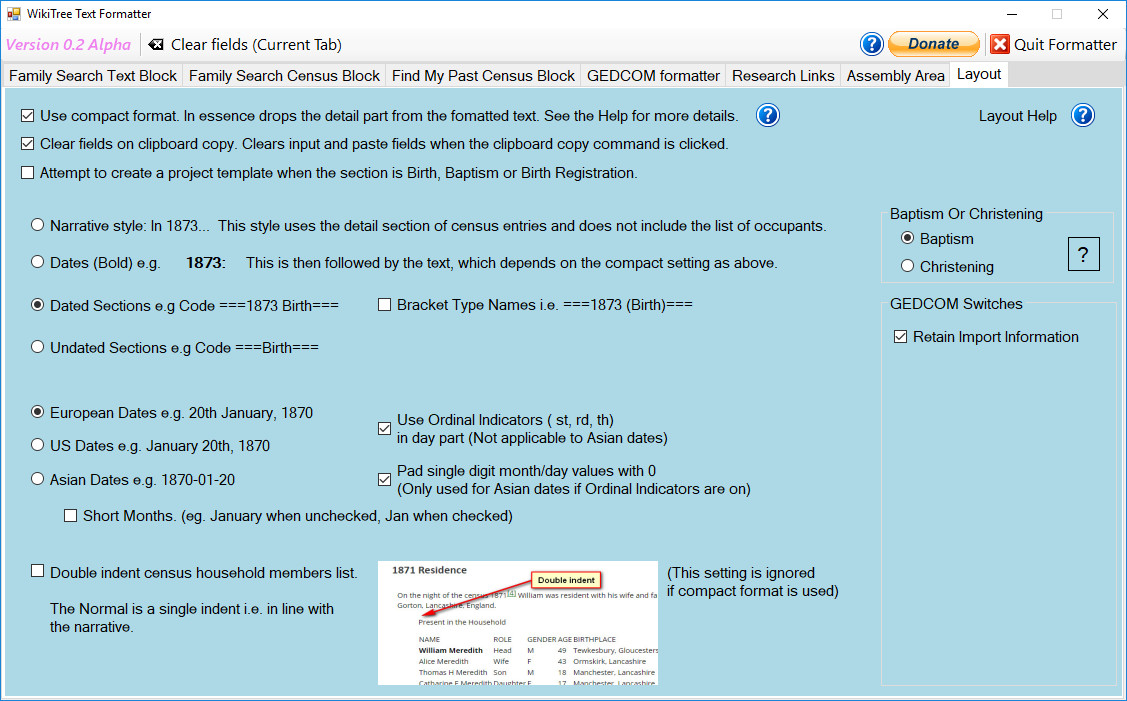 WikiTree Text Formatter
Version 0.2 Alpha Clear fields (Current Tab) ? Donate Quit Formatter
Family Search Text Block Family Search Census Block Find My Past Census Block GEDCOM formatter Research Links Assembly Area Layout
Use compact format. In essence drops the detail part from the fomatted text. See the Help for more details. ? Layout Help ?
Clear fields on clipboard copy. Clears input and paste fields when the clipboard copy command is clicked.
Attempt to create a project template when the section is Birth, Baptism or Birth Registration.
Narrative style: In 1873... This style uses the detail section of census entries and does not include the list of occupants.
Dates (Bold) e.g. 1873: This is then followed by the text, which depends on the compact setting as above.
Dated Sections e.g Code ===1873 Birth=== Bracket Type Names i.e. ===1873 (Birth)===
Undated Sections e.g Code ===Birth===
Baptism Or Christening
Baptism
?
Christening
GEDCOM Switches
Retain Import Information
European Dates e.g. 20th January, 1870
US Dates e.g. January 20th, 1870
Asian Dates e.g. 1870-01-20
Use Ordinal Indicators ( st, rd, th)
in day part (Not applicable to Asian dates)
Pad single digit month/day values with 0
(Only used for Asian dates if Ordinal Indicators are on)
Short Months. (eg. January when unchecked, Jan when checked)
Double indent census household members list.
The Normal is a single indent i.e. in line with
the narrative.
1871 Residence
Double indent
On the night of the census 1871[4] William was resident with his wife and fa
Gorton, Lancashire, England.
Present in the Household
NAME ROLE GENDER AGE BIRTHPLACE
William Meredith Head M 49 Tewkesbury, Gloucesters
Alice Meredith Wife F 43 Ormskirk, Lancashire
Thomas H Meredith Son M 18 Manchester, Lancashire
Catharine F Meredith Daughter F 17 Manchester, Lancashire
(This setting is ignored
if compact format is used)